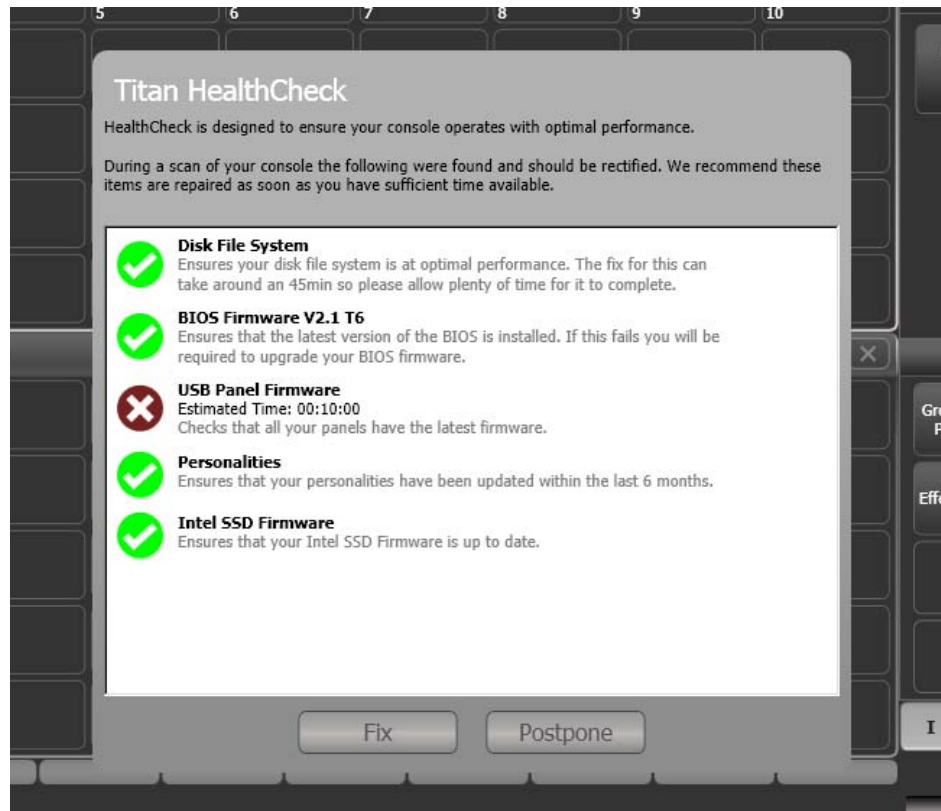 5 6 7 8 9 10
Titan HealthCheck
HealthCheck is designed to ensure your console operates with optimal performance.
During a scan of your console the following were found and should be rectified. We recommend these
items are repaired as soon as you have sufficient time available.
Disk File System
Ensures your disk file system is at optimal performance. The fix for this can
take around an 45min so please allow plenty of time for it to complete.
BIOS Firmware V2.1 T6
Ensures that the latest version of the BIOS is installed. If this fails you will be
required to upgrade your BIOS firmware.
USB Panel Firmware
Estimated Time: 00:10:00
Checks that all your panels have the latest firmware.
Personalities
Ensures that your personalities have been updated within the last 6 months.
Intel SSD Firmware
Ensures that your Intel SSD Firmware is up to date.
Fix
Postpone